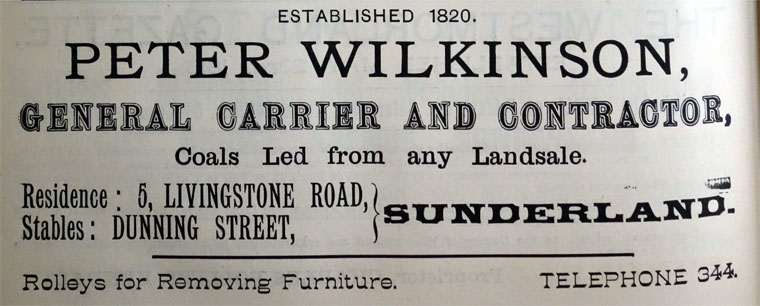 ESTABLISHED 1820.
PETER WILKINSON,
GENERAL CARRIER AND CONTRACTOR,
Coals Led from any Landsale.
Residence: 5, LIVINGSTONE ROAD,
Stables: DUNNING STREET,
} SUNDERLAND.
Rolleys for Removing Furniture. TELEPHONE 344.